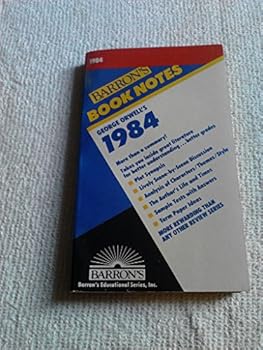 1984
BARRON'S
BOOK NOTES
GEORGE ORWELL'S
1984
More than a summary!
Takes you inside great literature
for better understanding... better grades
Plot Synopsis
Lively Scene-by-Scene Discussion
Analysis of Characters/Themes/Style
The Author's Life and Times
Sample Tests with Answers
Term Paper Ideas
MORE REWARDING THAN
ANY OTHER REVIEW SERIES
BARRON'S
Barron's Educational Series, Inc.